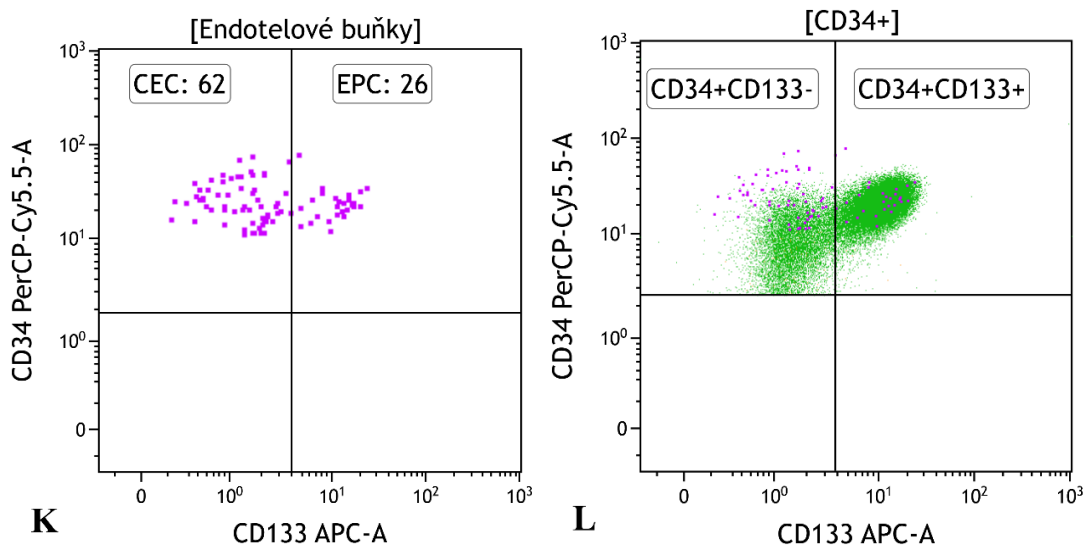 [Endotelové buňky]
CEC: 62
EPC: 26
10³
10²
10¹
10⁰
0
CD34 PerCP-Cy5.5-A
0
10⁰
10¹
10²
10³
CD133 APC-A
K
[CD34+]
CD34+CD133-
CD34+CD133+
10³
10²
10¹
10⁰
0
CD34 PerCP-Cy5.5-A
0
10⁰
10¹
10²
10³
CD133 APC-A
L